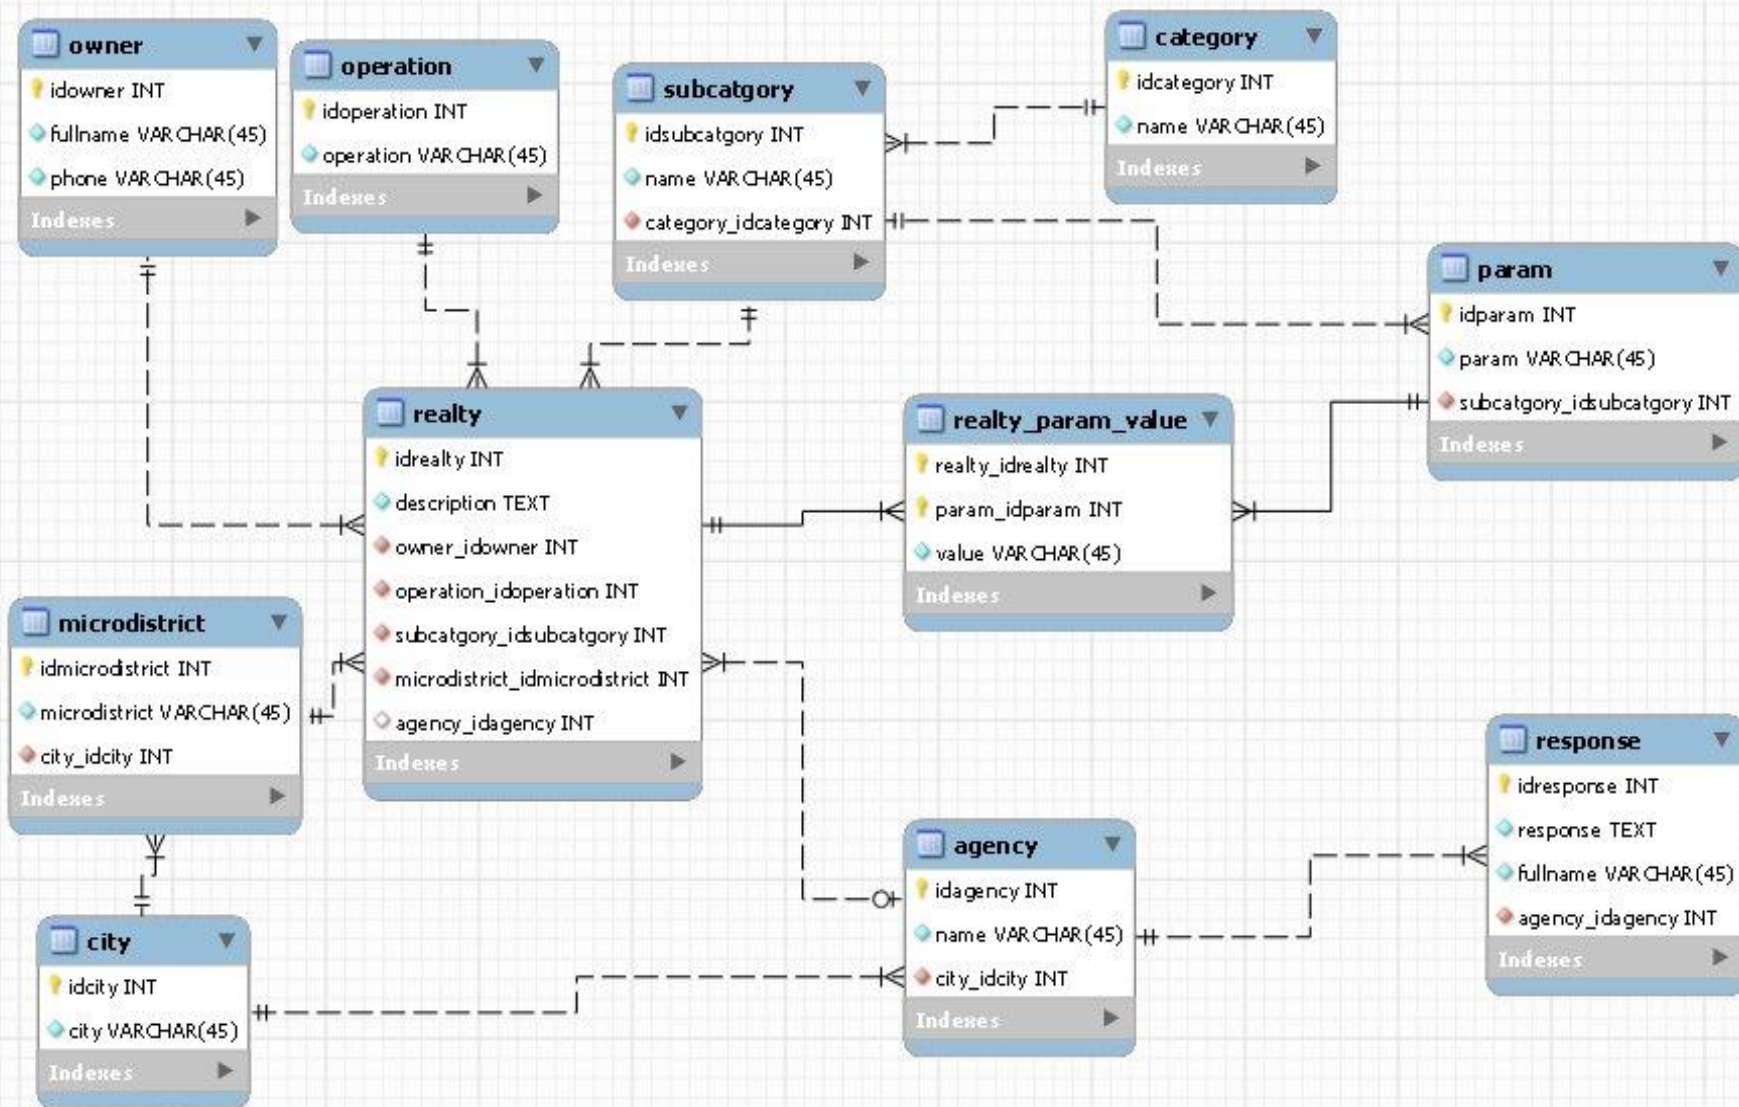 owner
idowner INT
fullname VARCHAR(45)
phone VARCHAR(45)
Indexes
operation
idoperation INT
operation VARCHAR(45)
Indexes
subcatgory
idsubcatgory INT
name VARCHAR(45)
category_idcategory INT
Indexes
category
idcategory INT
name VARCHAR(45)
Indexes
param
idparam INT
param VARCHAR(45)
subcatgory_idsubcatgory INT
Indexes
realty
idrealty INT
description TEXT
owner_idowner INT
operation_idoperation INT
subcatgory_idsubcatgory INT
microdistrict_idmicrodistrict INT
agency_idagency INT
Indexes
realty_param_value
realty_idrealty INT
param_idparam INT
value VARCHAR(45)
Indexes
microdistrict
idmicrodistrict INT
microdistrict VARCHAR(45)
city_idcity INT
Indexes
response
idresponse INT
response TEXT
fullname VARCHAR(45)
agency_idagency INT
Indexes
agency
idagency INT
name VARCHAR(45)
city_idcity INT
Indexes
city
idcity INT
city VARCHAR(45)
Indexes